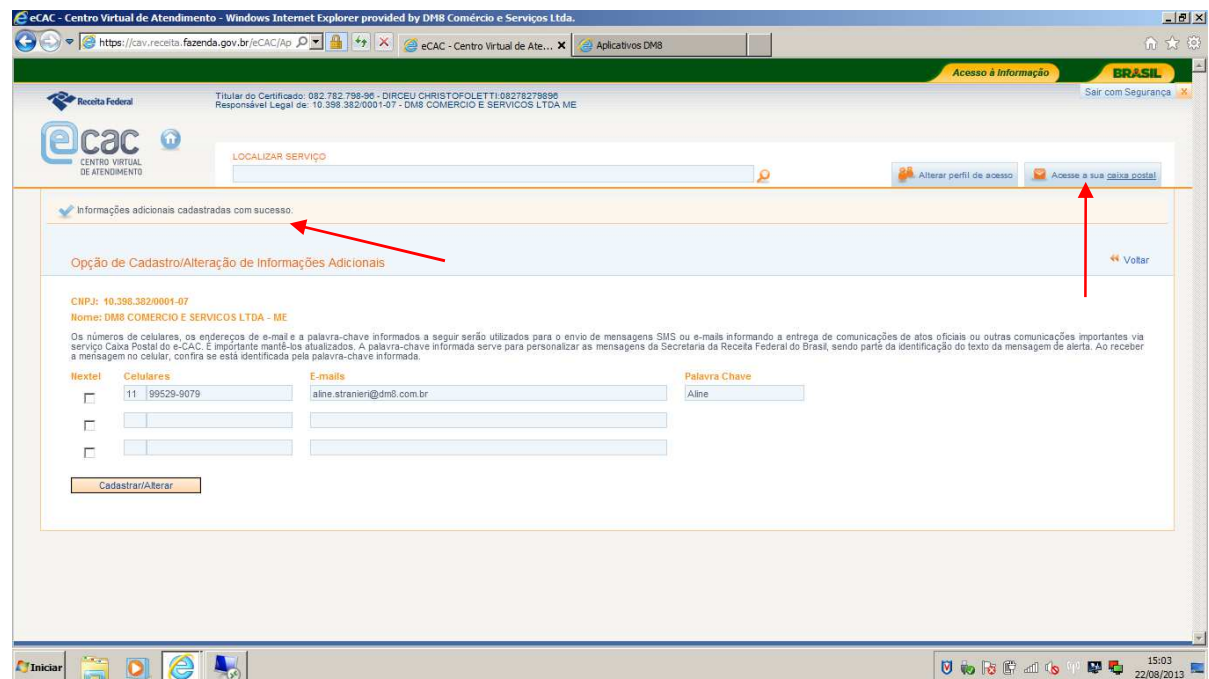 eCAC - Centro Virtual de Atendimento - Windows Internet Explorer provided by DM8 Comércio e Serviços Ltda.
https://cav.receita.fazenda.gov.br/eCAC/Ap
eCAC - Centro Virtual de Ate...
Aplicativos DM8
Acesso à Informação
BRASIL
Receita Federal
Titular do Certificado: 082.782.798-96 - DIRCEU CHRISTOFOLETTI:08278279896
Responsável Legal de: 10.398.382/0001-07 - DM8 COMERCIO E SERVICOS LTDA ME
Sair com Segurança
ecac
CENTRO VIRTUAL
DE ATENDIMENTO
LOCALIZAR SERVIÇO
Alterar perfil de acesso
Acesse a sua caixa postal
Informações adicionais cadastradas com sucesso.
Opção de Cadastro/Alteração de Informações Adicionais
Voltar
CNPJ: 10.398.382/0001-07
Nome: DM8 COMERCIO E SERVICOS LTDA - ME
Os números de celulares, os endereços de e-mail e a palavra-chave informados a seguir serão utilizados para o envio de mensagens SMS ou e-mails informando a entrega de comunicações de atos oficiais ou outras comunicações importantes via
serviço Caixa Postal do e-CAC. É importante mantê-los atualizados. A palavra-chave informada serve para personalizar as mensagens da Secretaria da Receita Federal do Brasil, sendo parte da identificação do texto da mensagem de alerta. Ao receber
a mensagem no celular, confira se está identificada pela palavra-chave informada.
Nextel Celulares E-mails Palavra Chave
11 99529-9079 aline.stranieri@dm8.com.br Aline
Cadastrar/Alterar
Iniciar
15:03
22/08/2013